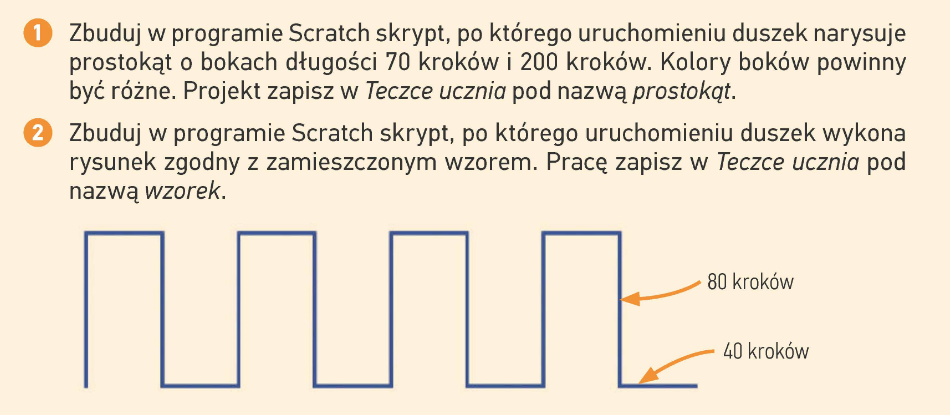 1 Zbuduj w programie Scratch skrypt, po którego uruchomieniu duszek narysuje
prostokąt o bokach długości 70 kroków i 200 kroków. Kolory boków powinny
być różne. Projekt zapisz w Teczce ucznia pod nazwą prostokąt.
2 Zbuduj w programie Scratch skrypt, po którego uruchomieniu duszek wykona
rysunek zgodny z zamieszczonym wzorem. Pracę zapisz w Teczce ucznia pod
nazwą wzorek.
80 kroków
40 kroków